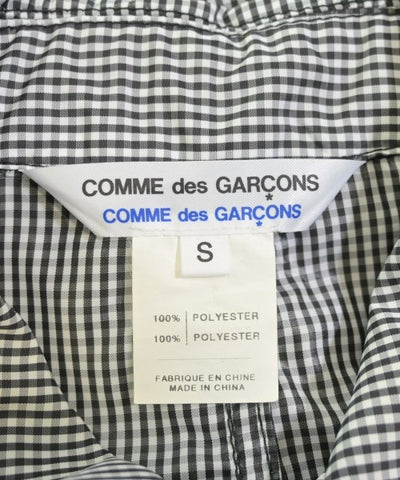 COMME des GARÇONS
COMME des GARÇONS
S
100% | POLYESTER
100% | POLYESTER
FABRIQUE EN CHINE
MADE IN CHINA